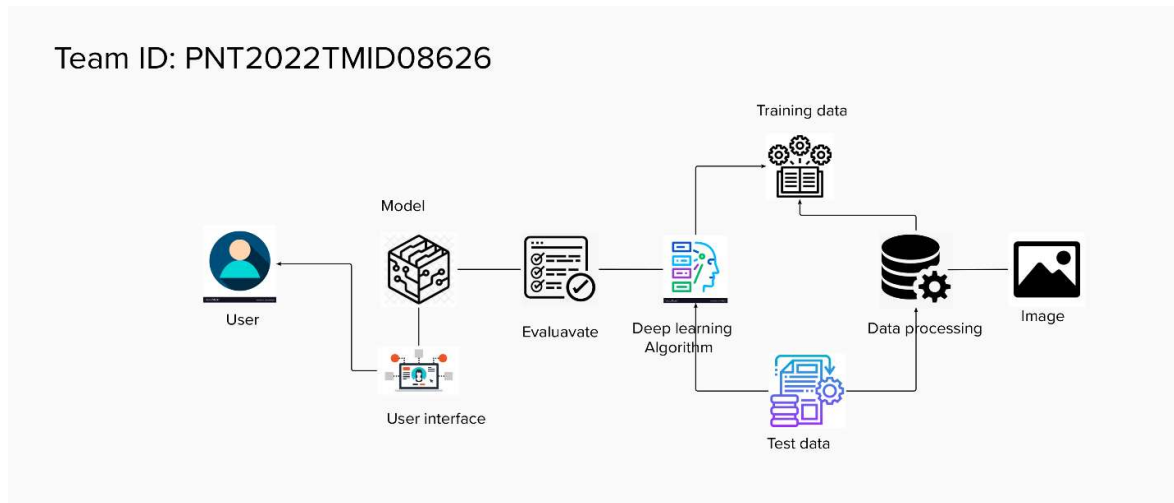 Team ID: PNT2022TMID08626
Training data
Model
User
Evaluavate
Deep learning
Algorithm
Data processing
Image
User interface
Test data